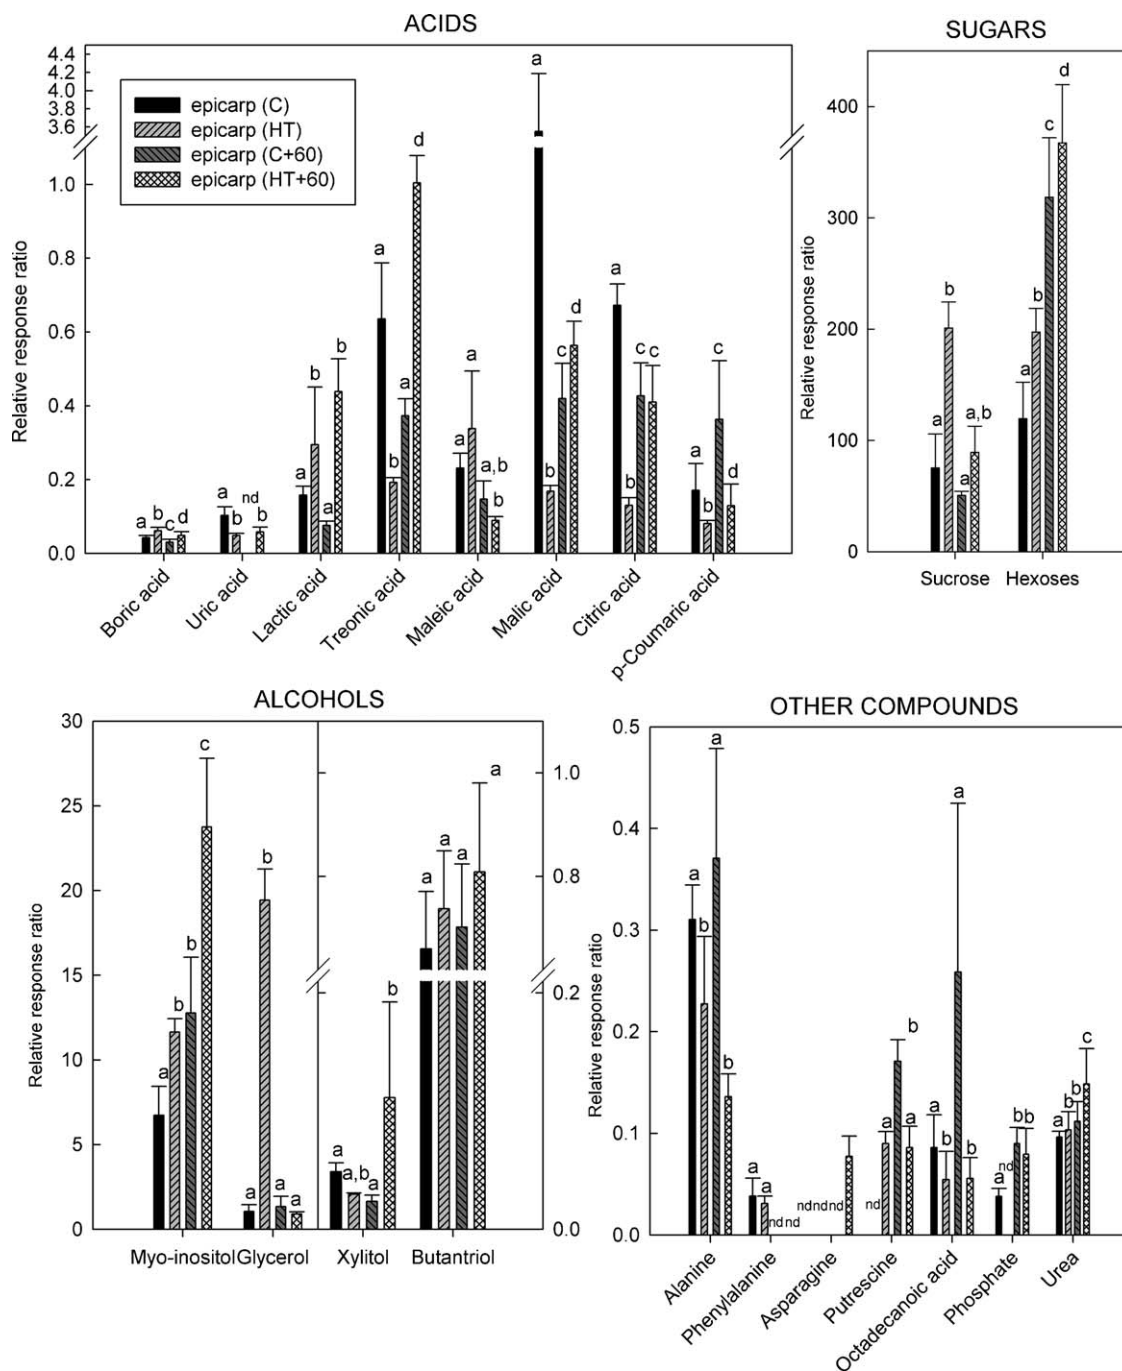 ACIDS
4.4
4.2
4.0
3.8
3.6
1.0
0.8
0.6
0.4
0.2
0.0
Relative response ratio
epicarp (C)
epicarp (HT)
epicarp (C+60)
epicarp (HT+60)
a b c d
a b nd b
a b a b
a b a d
a a a,b b
a b c d
a b c c
a b c d
Boric acid
Uric acid
Lactic acid
Treonic acid
Maleic acid
Malic acid
Citric acid
p-Coumaric acid
SUGARS
400
300
200
100
0
Relative response ratio
a b a a,b
a b c d
Sucrose Hexoses
ALCOHOLS
30
25
20
15
10
5
0
Relative response ratio
1.0
0.8
0.2
0.0
a b b c
a b a a
a a,b a b
a a a a
Myo-inositol Glycerol Xylitol Butantriol
OTHER COMPOUNDS
0.5
0.4
0.3
0.2
0.1
0.0
Relative response ratio
a b a b
a a nd nd
nd nd nd
nd a b a
a b a b
a nd b b
a b b c
Alanine
Phenylalanine
Asparagine
Putrescine
Octadecanoic acid
Phosphate
Urea